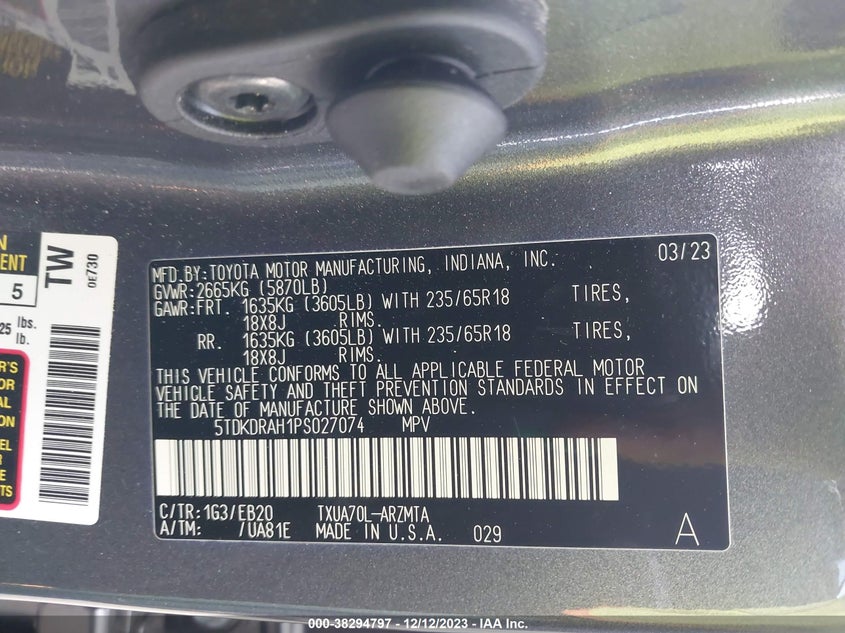 MFD.BY:TOYOTA MOTOR MANUFACTURING, INDIANA, INC. 03/23
GVWR:2665KG (5870LB)
GAWR:FRT. 1635KG (3605LB) WITH 235/65R18 TIRES,
18X8J RIMS.
RR. 1635KG (3605LB) WITH 235/65R18 TIRES,
18X8J RIMS.
THIS VEHICLE CONFORMS TO ALL APPLICABLE FEDERAL MOTOR
VEHICLE SAFETY AND THEFT PREVENTION STANDARDS IN EFFECT ON
THE DATE OF MANUFACTURE SHOWN ABOVE.
5TDKDRAH1PS027074 MPV
C/TR:1G3/EB20 TXUA70L-ARZMTA
A/TM: /UA81E MADE IN U.S.A. 029 A
TW
0E730
5
lbs.
lb.
000-38294797 - 12/12/2023 - IAA Inc.